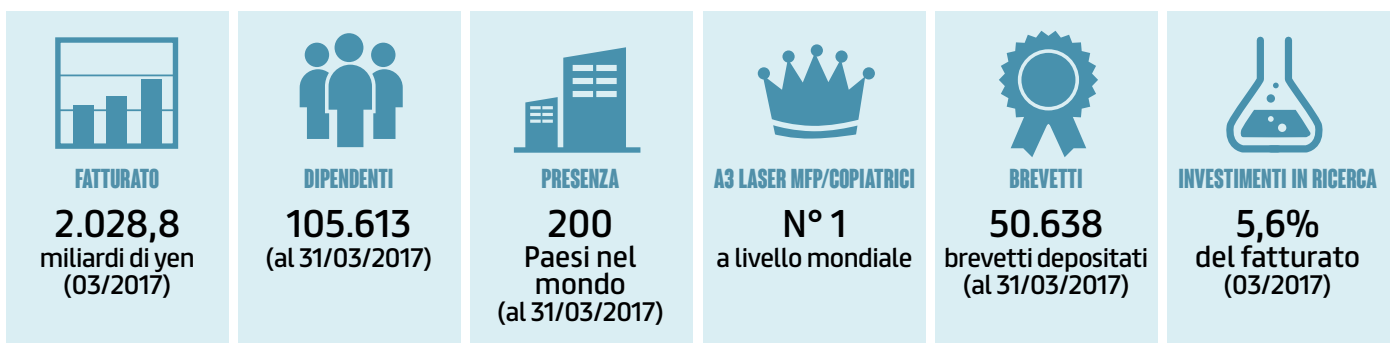 FATTURATO
2.028,8
miliardi di yen
(03/2017)
DIPENDENTI
105.613
(al 31/03/2017)
PRESENZA
200
Paesi nel
mondo
(al 31/03/2017)
A3 LASER MFP/COPIATRICI
N° 1
a livello mondiale
BREVETTI
50.638
brevetti depositati
(al 31/03/2017)
INVESTIMENTI IN RICERCA
5,6%
del fatturato
(03/2017)